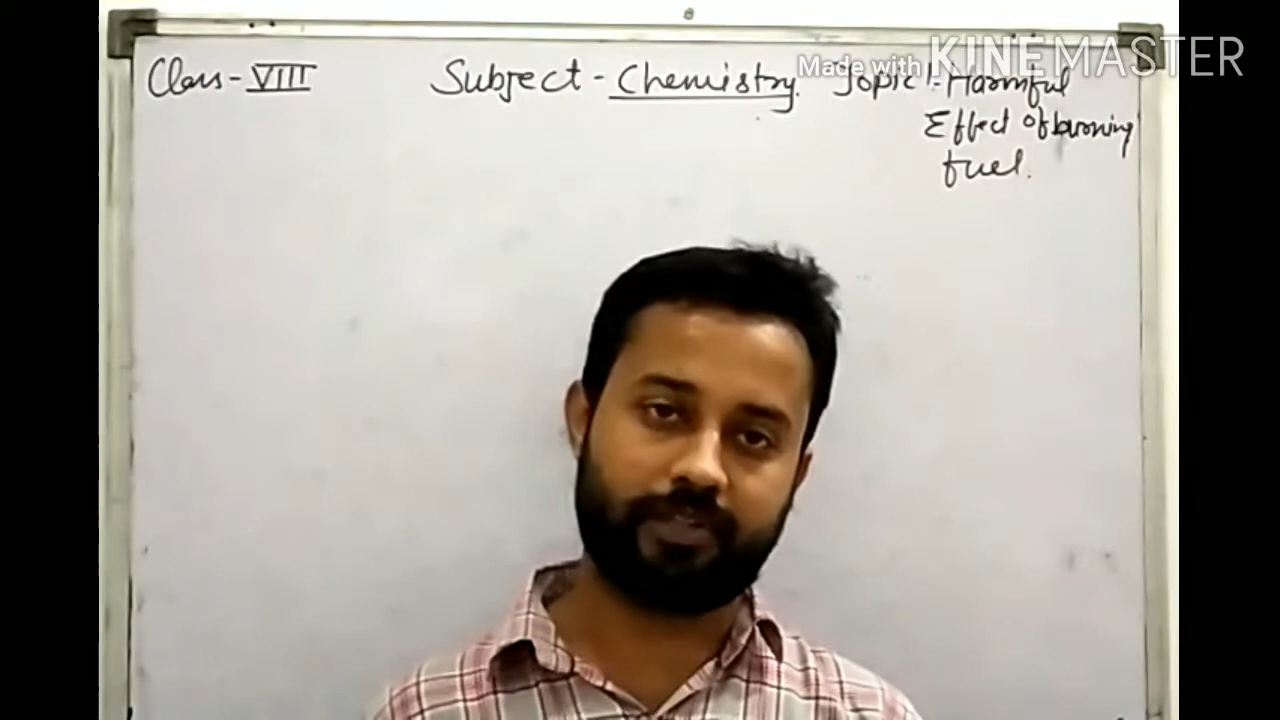 Made with KINEMASTER
Class - VIII Subject - Chemistry. Topic :- Harmful
Effect of burning
fuel.